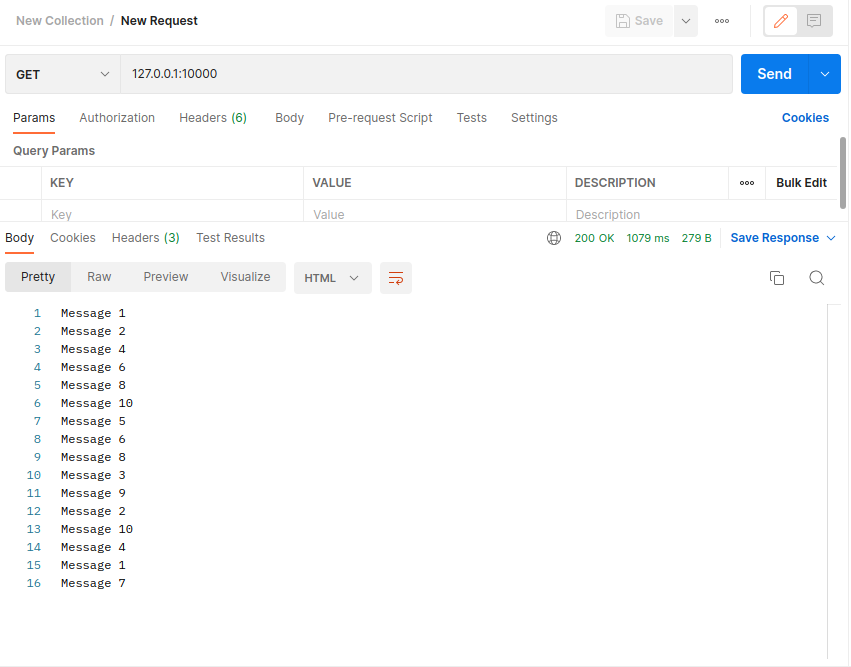 New Collection / New Request
Save
GET 127.0.0.1:10000 Send
Params Authorization Headers (6) Body Pre-request Script Tests Settings Cookies
Query Params
KEY VALUE DESCRIPTION ooo Bulk Edit
Key Value Description
Body Cookies Headers (3) Test Results 200 OK 1079 ms 279 B Save Response
Pretty Raw Preview Visualize HTML
1 Message 1
2 Message 2
3 Message 4
4 Message 6
5 Message 8
6 Message 10
7 Message 5
8 Message 6
9 Message 8
10 Message 3
11 Message 9
12 Message 2
13 Message 10
14 Message 4
15 Message 1
16 Message 7